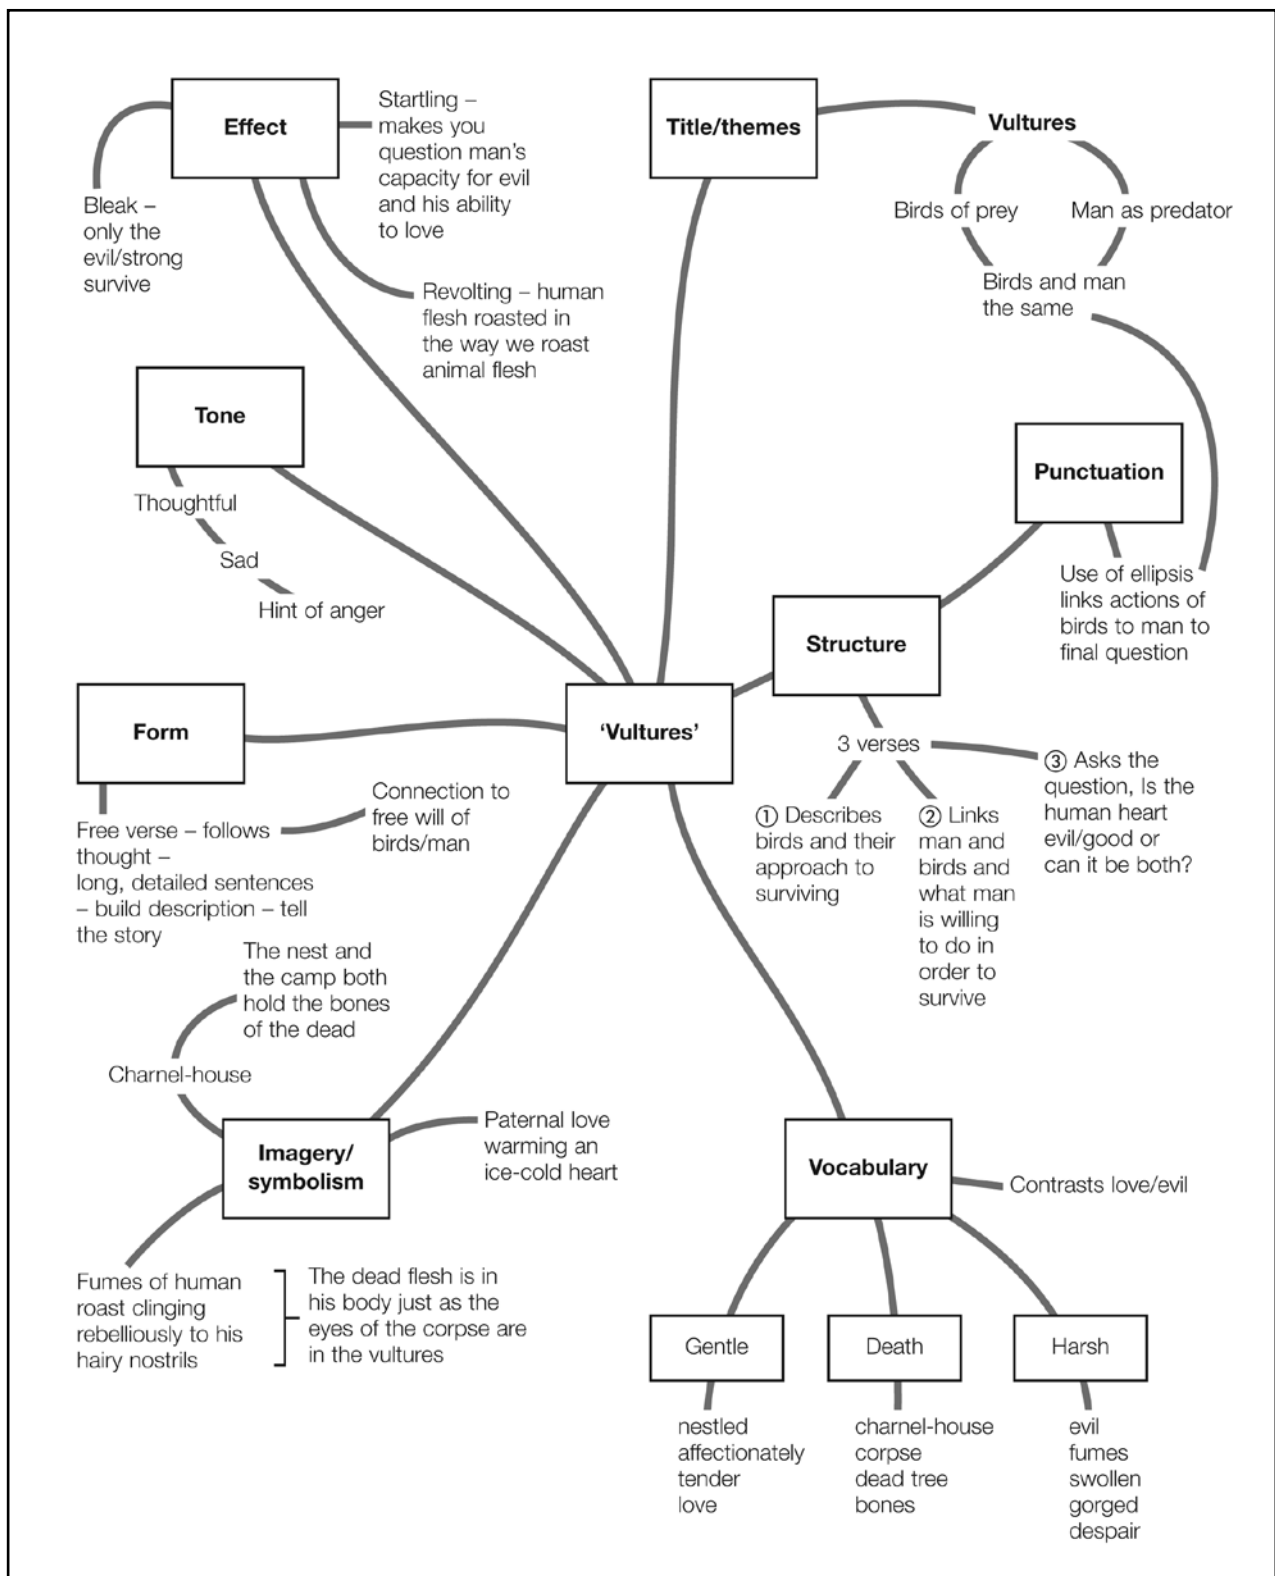 Effect
Startling –
makes you
question man's
capacity for evil
and his ability
to love
Bleak –
only the
evil/strong
survive
Revolting – human
flesh roasted in
the way we roast
animal flesh
Title/themes
Vultures
Birds of prey
Man as predator
Birds and man
the same
Tone
Thoughtful
Sad
Hint of anger
Punctuation
Use of ellipsis
links actions of
birds to man to
final question
Structure
3 verses
① Describes
birds and their
approach to
surviving
② Links
man and
birds and
what man
is willing
to do in
order to
survive
③ Asks the
question, Is the
human heart
evil/good or
can it be both?
Form
'Vultures'
Free verse – follows
thought –
long, detailed sentences
– build description – tell
the story
Connection to
free will of
birds/man
The nest and
the camp both
hold the bones
of the dead
Charnel-house
Imagery/
symbolism
Paternal love
warming an
ice-cold heart
Fumes of human
roast clinging
rebelliously to his
hairy nostrils
The dead flesh is in
his body just as the
eyes of the corpse are
in the vultures
Vocabulary
Contrasts love/evil
Gentle
nestled
affectionately
tender
love
Death
charnel-house
corpse
dead tree
bones
Harsh
evil
fumes
swollen
gorged
despair